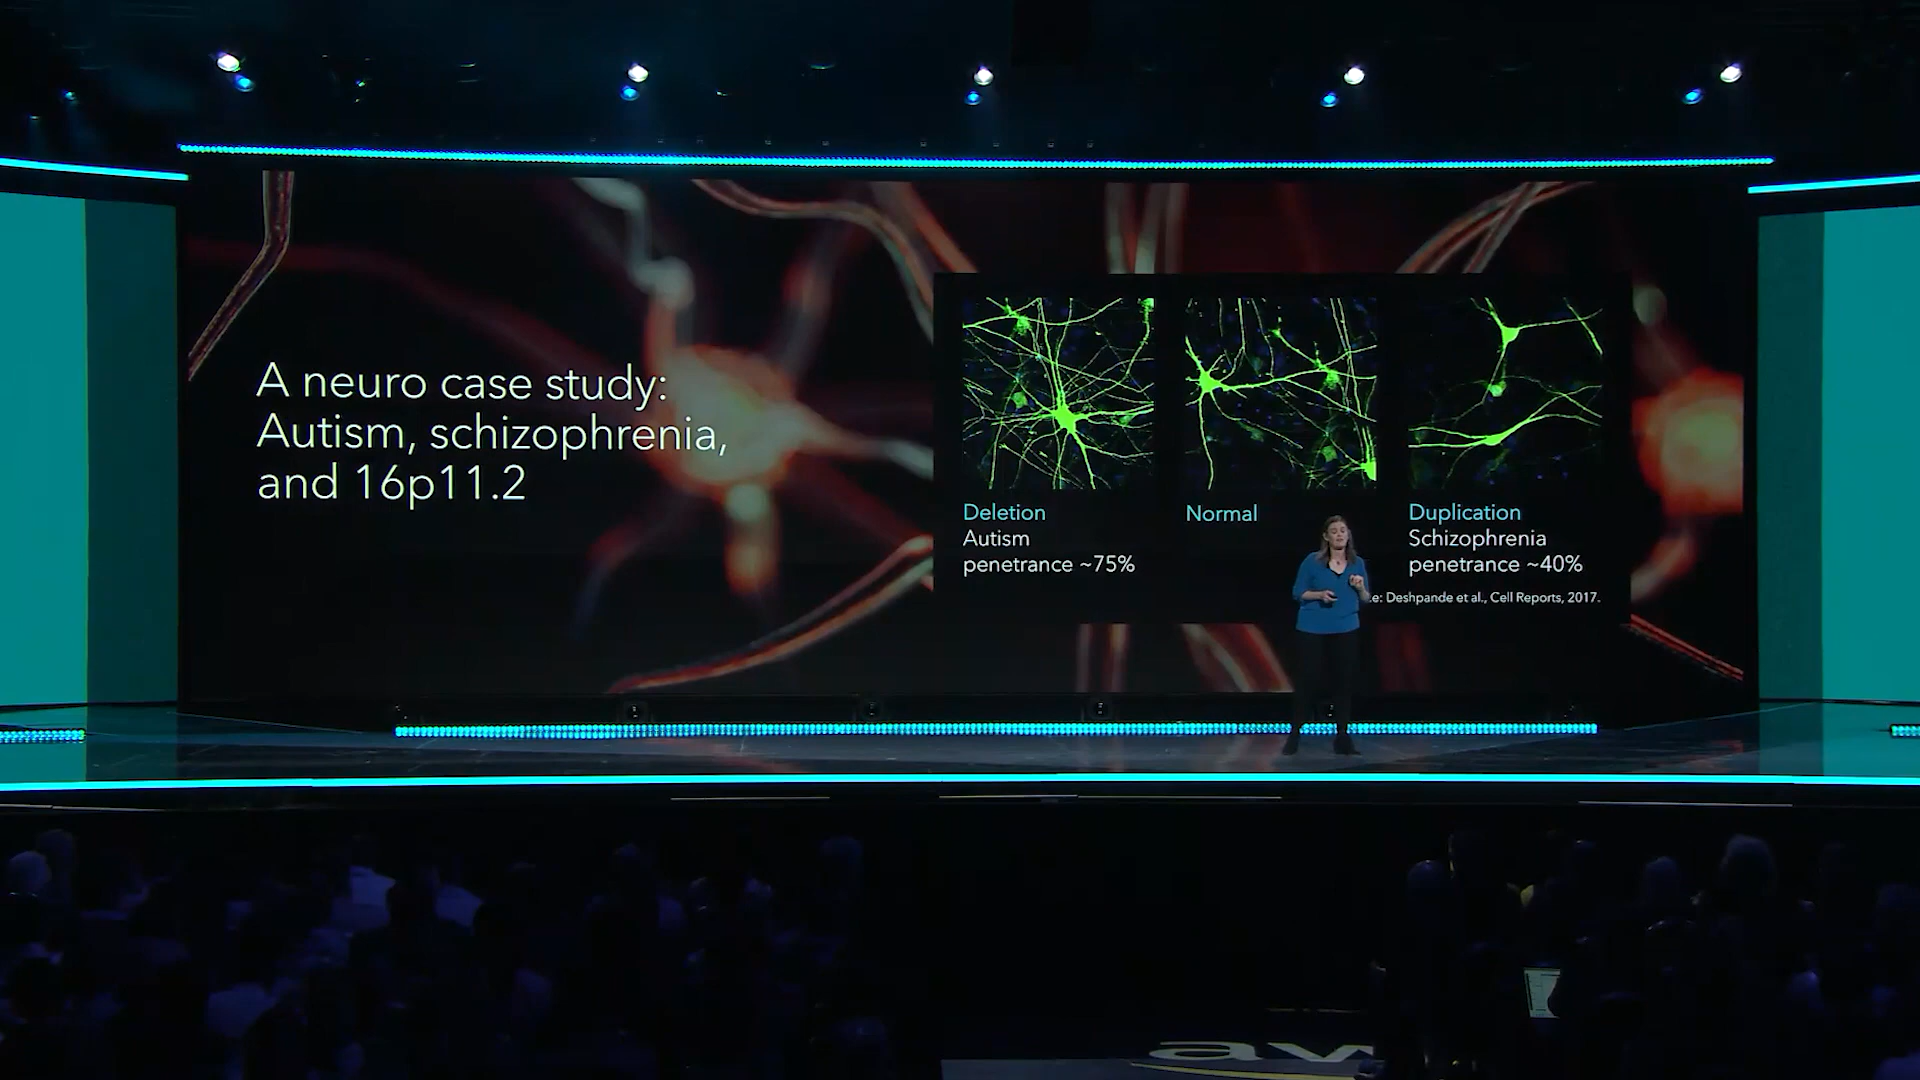 A neuro case study:
Autism, schizophrenia,
and 16p11.2
Deletion
Autism
penetrance ~75%
Normal
Duplication
Schizophrenia
penetrance ~40%
Deshpande et al., Cell Reports, 2017.